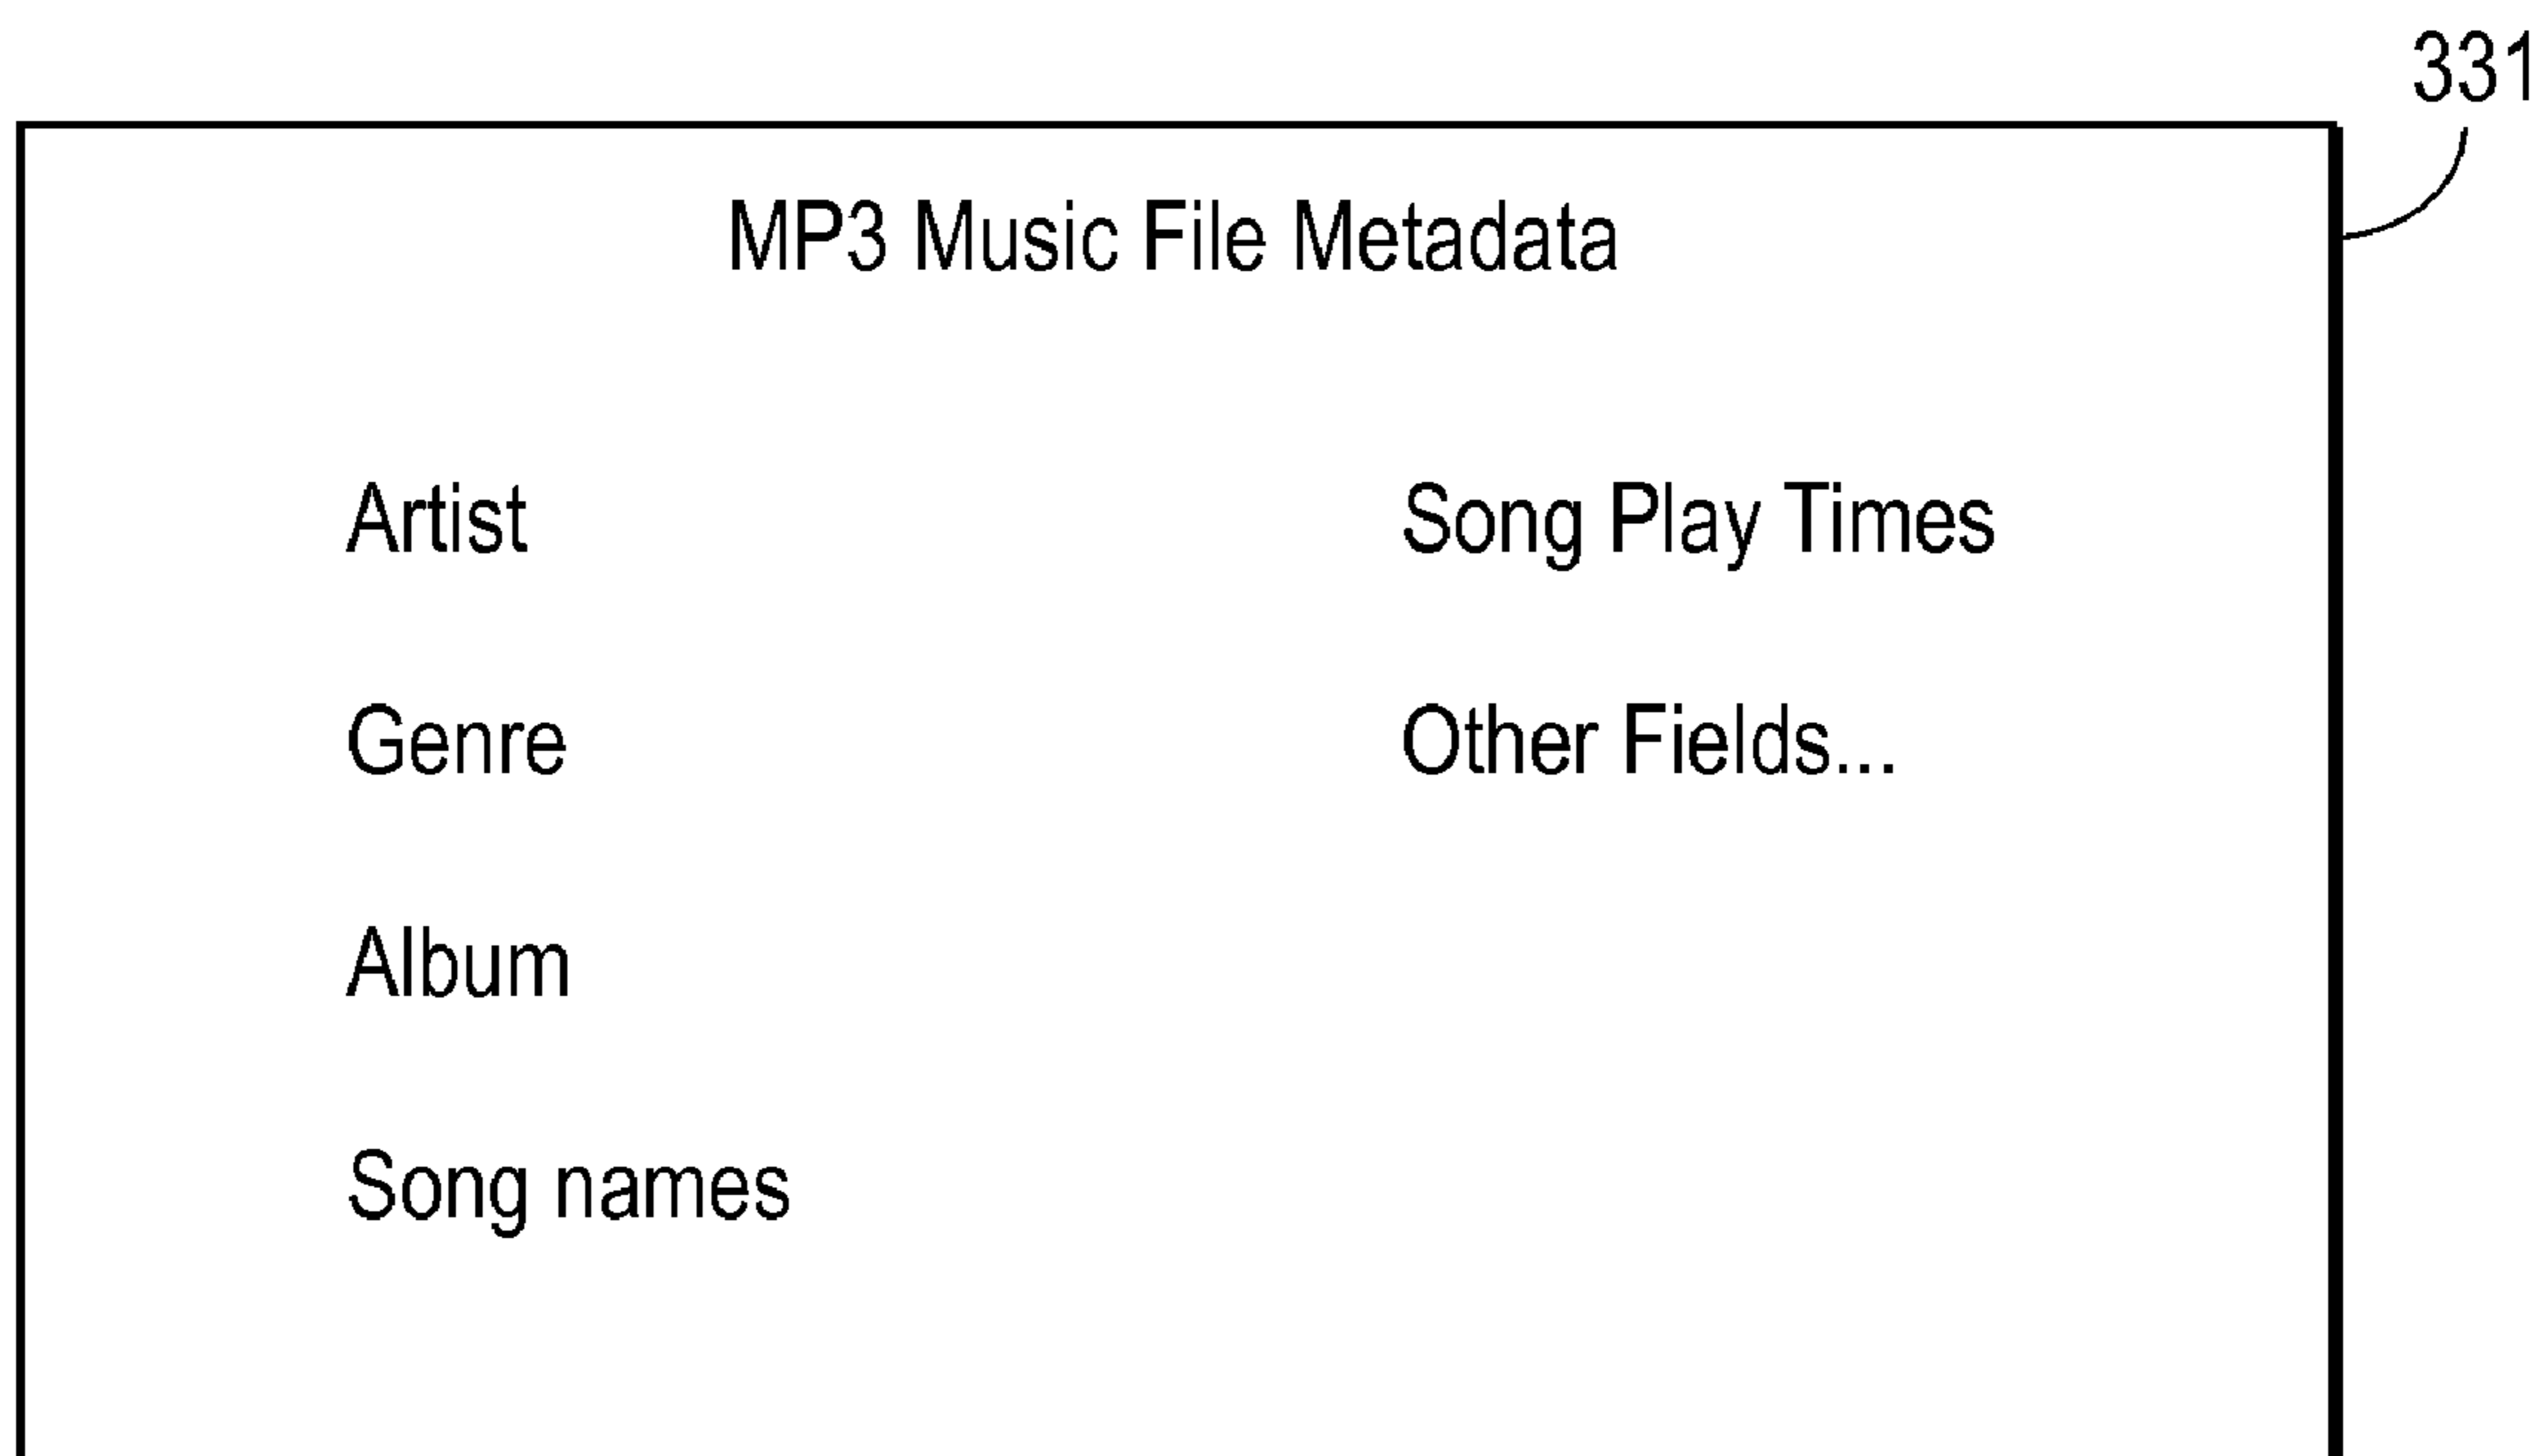 331
MP3 Music File Metadata
Artist
Genre
Album
Song names
Song Play Times
Other Fields...